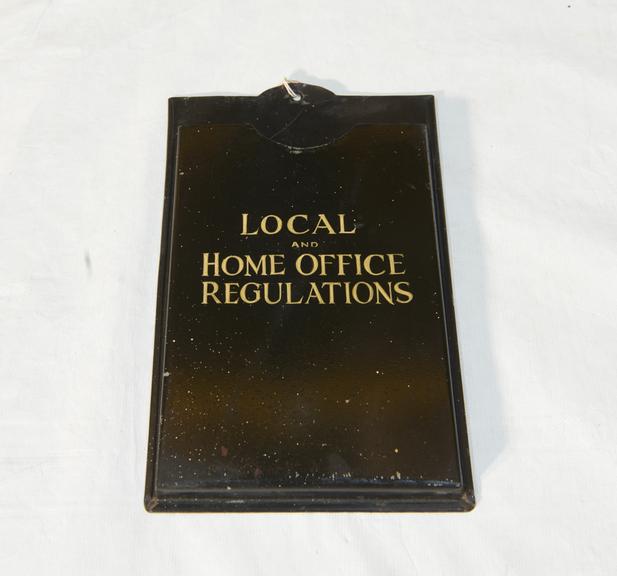 LOCAL
AND
HOME OFFICE
REGULATIONS